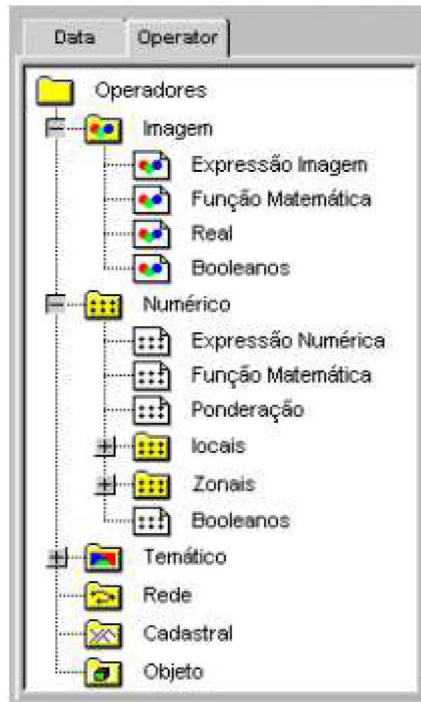 Data Operator
Operadores
Imagem
Expressão Imagem
Função Matemática
Real
Booleanos
Numérico
Expressão Numérica
Função Matemática
Ponderação
locais
Zonais
Booleanos
Temático
Rede
Cadastral
Objeto